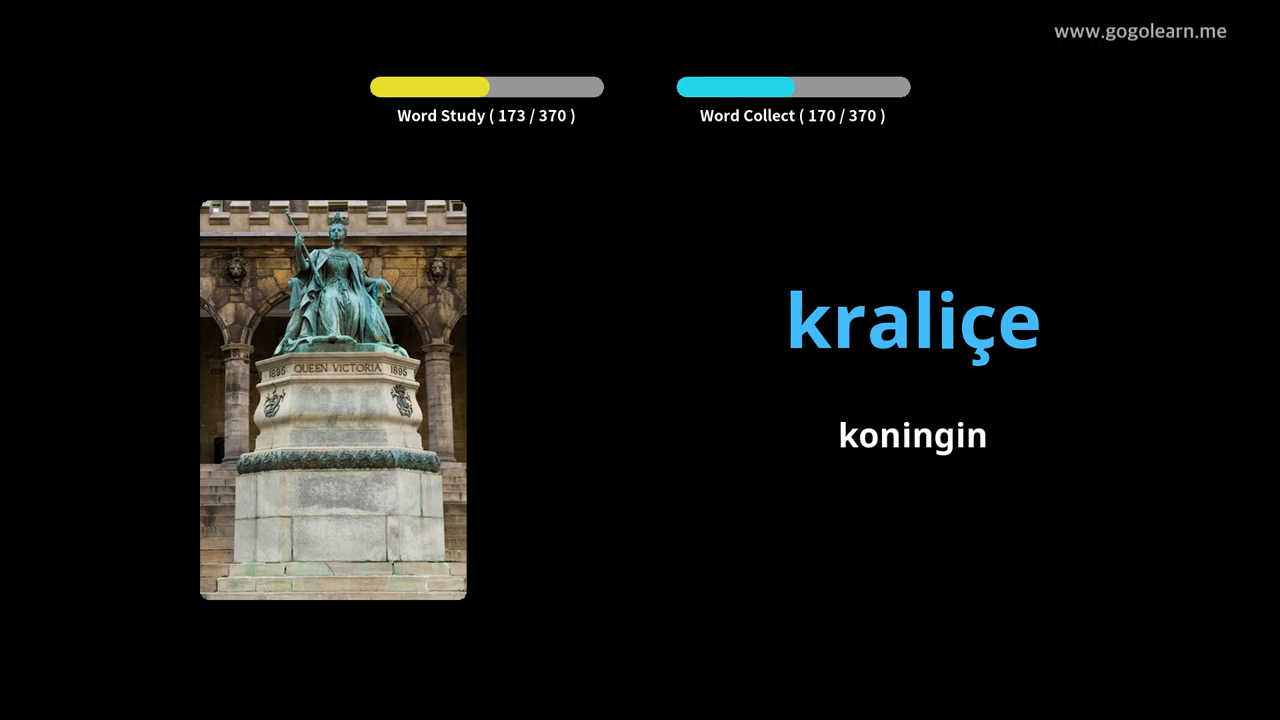 www.gogolearn.me
Word Study ( 173 / 370 )
Word Collect ( 170 / 370 )
1895 QUEEN VICTORIA 1895
kraliçe
koningin